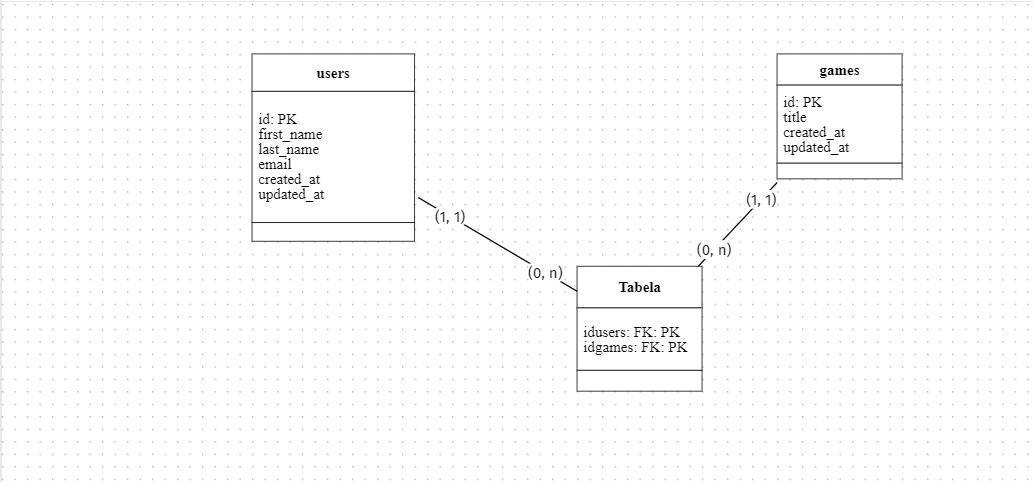 users
id: PK
first_name
last_name
email
created_at
updated_at
games
id: PK
title
created_at
updated_at
(1, 1)
(1, 1)
(0, n)
(0, n)
Tabela
idusers: FK: PK
idgames: FK: PK